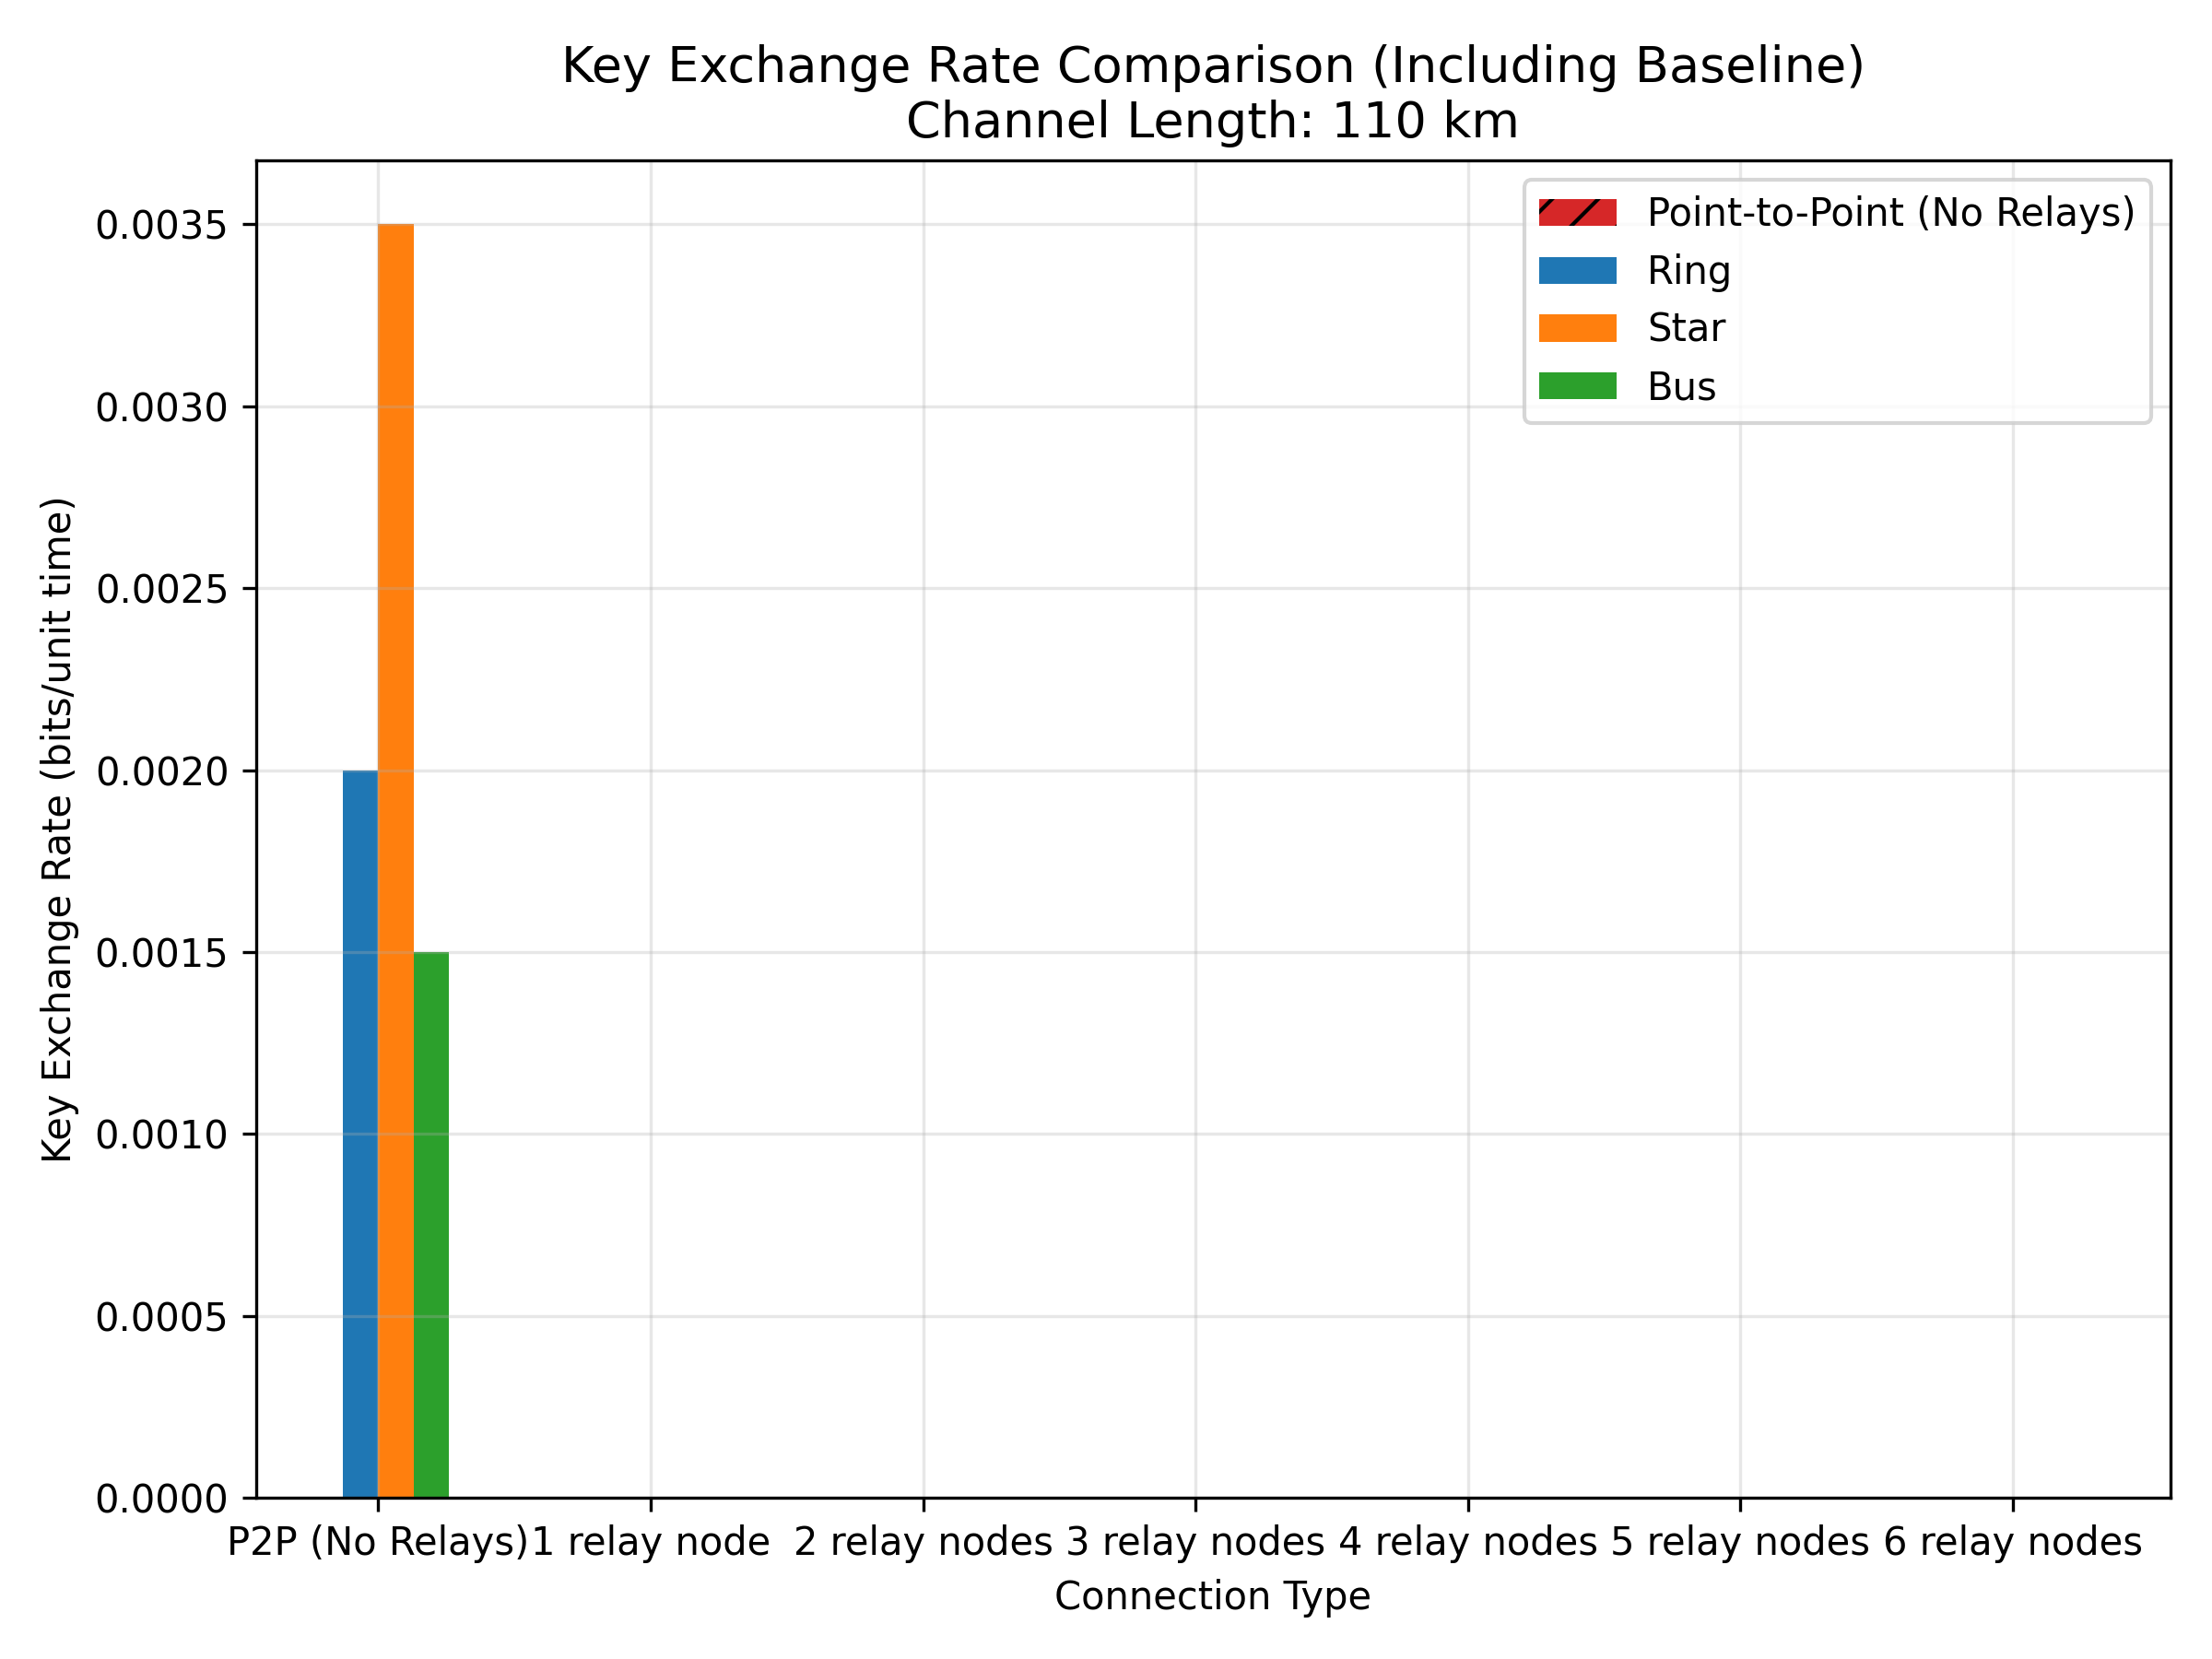 Key Exchange Rate Comparison (Including Baseline)
Channel Length: 110 km
Point-to-Point (No Relays)
Ring
Star
Bus
Key Exchange Rate (bits/unit time)
0.0035
0.0030
0.0025
0.0020
0.0015
0.0010
0.0005
0.0000
P2P (No Relays) 1 relay node 2 relay nodes 3 relay nodes 4 relay nodes 5 relay nodes 6 relay nodes
Connection Type